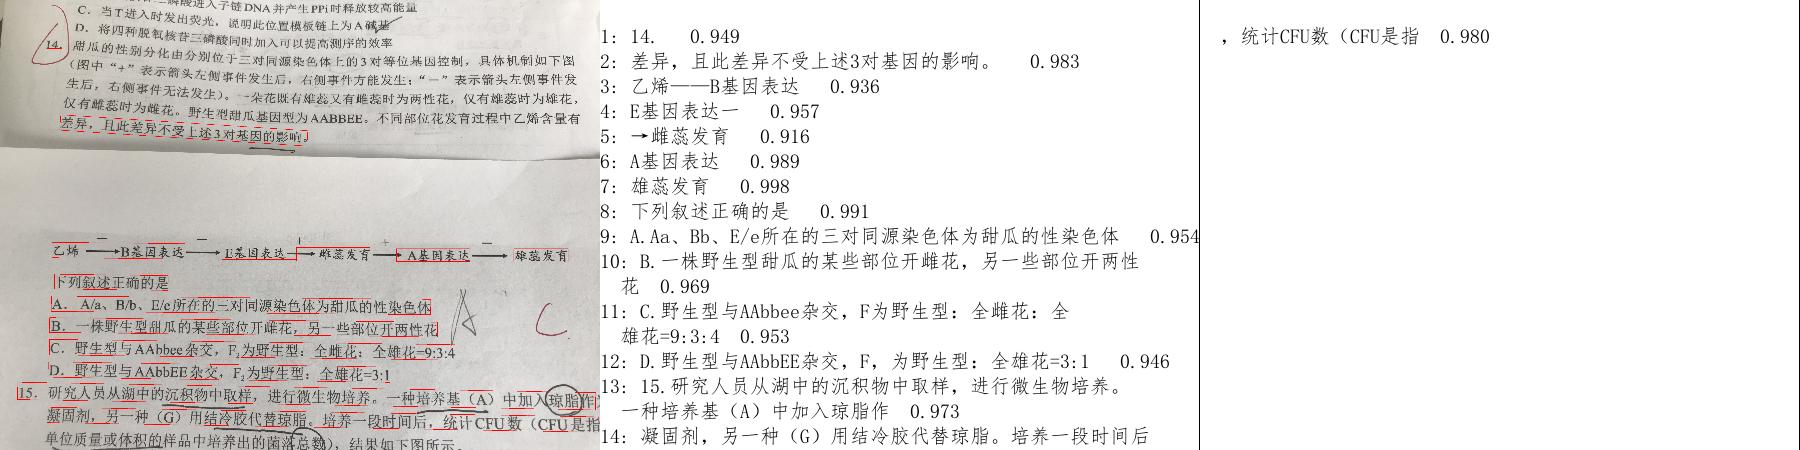 三磷酸进入子链DNA并产生PPi时释放较高能量
C. 当T进入时发出荧光，说明此位置模板链上为A碱基
D. 将四种脱氧核苷三磷酸同时加入可以提高测序的效率
14. 甜瓜的性别分化由分别位于三对同源染色体上的3对等位基因控制，具体机制如下图
（图中“+”表示箭头左侧事件发生后，右侧事件方能发生；“－”表示箭头左侧事件发
生后，右侧事件无法发生）。一朵花既有雄蕊又有雌蕊时为两性花，仅有雄蕊时为雄花，
仅有雌蕊时为雌花。野生型甜瓜基因型为AABBEE。不同部位花发育过程中乙烯含量有
差异，且此差异不受上述3对基因的影响。
乙烯 —－→ B基因表达 —－→ E基因表达 —+→ 雌蕊发育 —+→ A基因表达 —－→ 雄蕊发育
下列叙述正确的是
A. A/a、B/b、E/e所在的三对同源染色体为甜瓜的性染色体
B. 一株野生型甜瓜的某些部位开雌花，另一些部位开两性花
C. 野生型与AAbbee杂交，F₂为野生型：全雌花：全雄花=9:3:4
D. 野生型与AAbbEE杂交，F₂为野生型：全雄花=3:1
A C
15. 研究人员从湖中的沉积物中取样，进行微生物培养。一种培养基（A）中加入琼脂作
凝固剂，另一种（G）用结冷胶代替琼脂。培养一段时间后，统计CFU数（CFU是指
单位质量或体积的样品中培养出的菌落总数），结果如下图所示。
1: 14. 0.949
2: 差异，且此差异不受上述3对基因的影响。 0.983
3: 乙烯——B基因表达 0.936
4: E基因表达一 0.957
5: →雌蕊发育 0.916
6: A基因表达 0.989
7: 雄蕊发育 0.998
8: 下列叙述正确的是 0.991
9: A.Aa、Bb、E/e所在的三对同源染色体为甜瓜的性染色体 0.954
10: B.一株野生型甜瓜的某些部位开雌花，另一些部位开两性
花 0.969
11: C.野生型与AAbbee杂交，F为野生型：全雌花：全
雄花=9:3:4 0.953
12: D.野生型与AAbbEE杂交，F，为野生型：全雄花=3:1 0.946
13: 15.研究人员从湖中的沉积物中取样，进行微生物培养。
一种培养基（A）中加入琼脂作 0.973
14: 凝固剂，另一种（G）用结冷胶代替琼脂。培养一段时间后
，统计CFU数（CFU是指 0.980